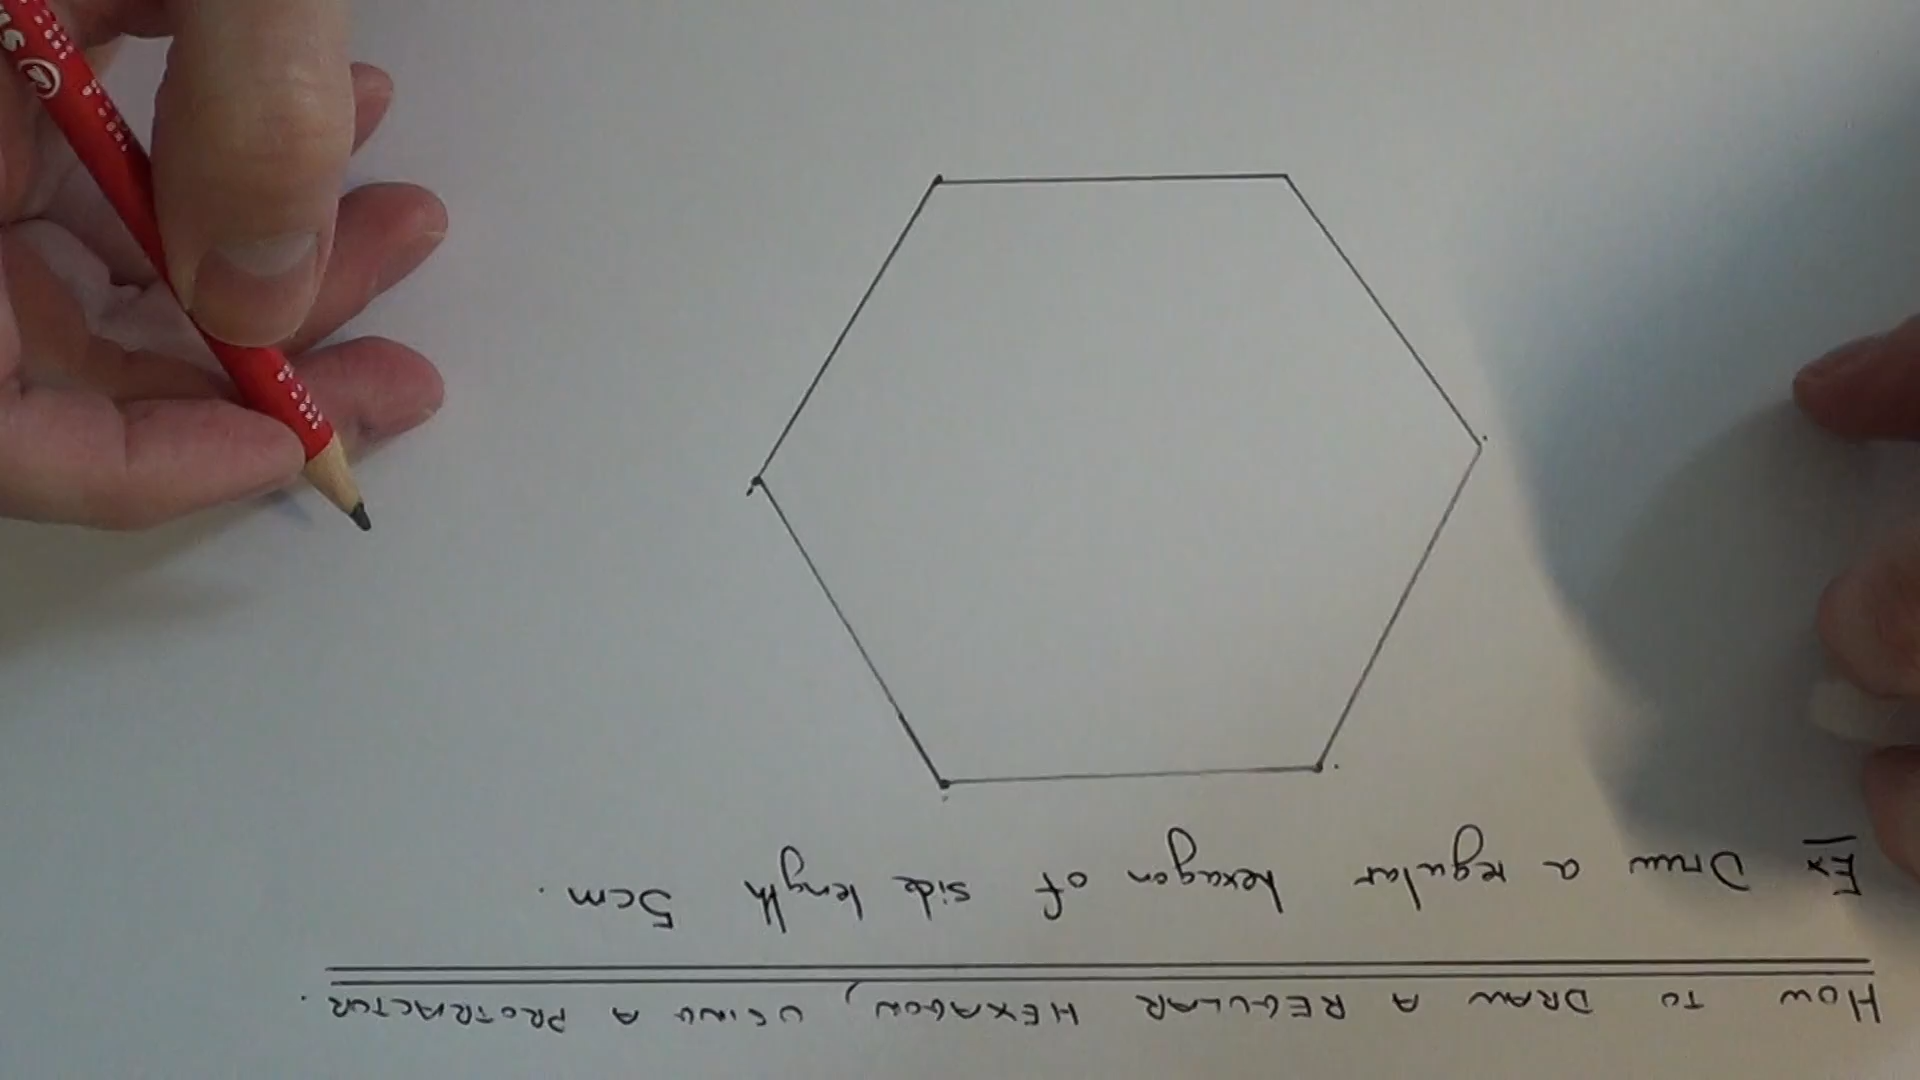 HOW TO DRAW A REGULAR HEXAGON, USING A PROTRACTOR.
Ex Draw a regular hexagon of side length 5cm.